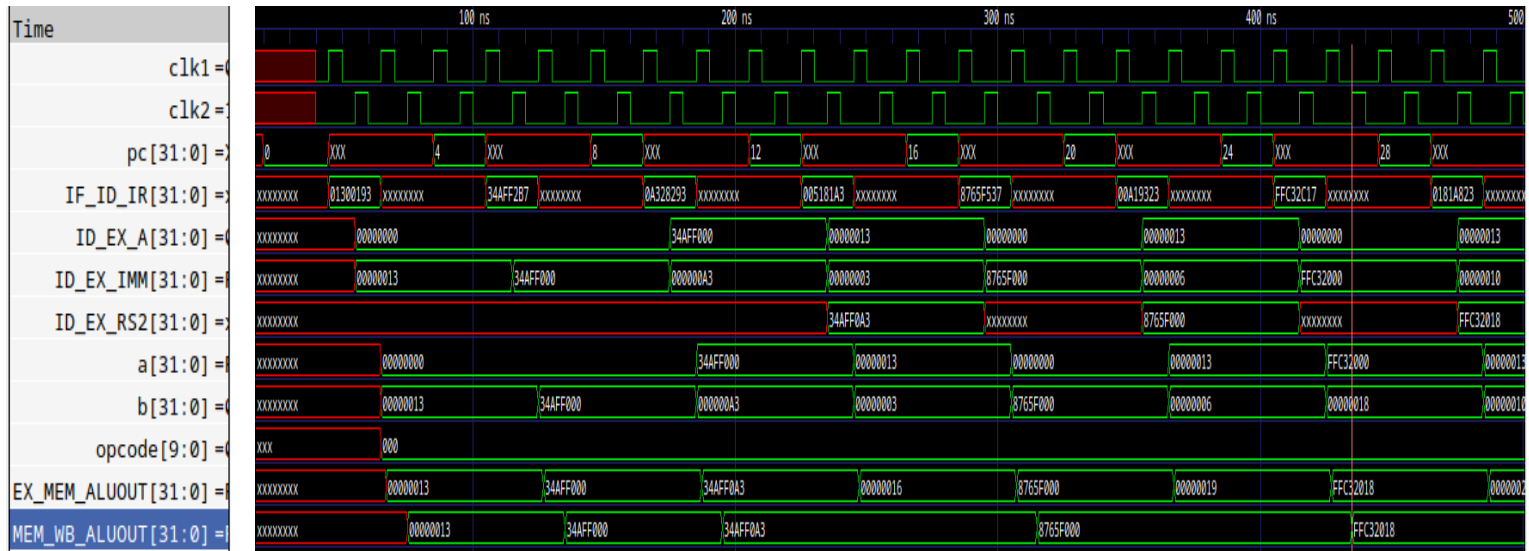 Time
100 ns 200 ns 300 ns 400 ns 500
clk1 =
clk2 =
pc[31:0] = 0 XXX 4 XXX 8 XXX 12 XXX 16 XXX 20 XXX 24 XXX 28 XXX
IF_ID_IR[31:0] = xxxxxxxx 01300193 xxxxxxxx 34AFF2B7 xxxxxxxx 0A328293 xxxxxxxx 005181A3 xxxxxxxx 8765F537 xxxxxxxx 00A19323 xxxxxxxx FFC32C17 xxxxxxxx 0181A823 xxxxxxxx
ID_EX_A[31:0] = xxxxxxxx 00000000 34AFF000 00000013 00000000 00000013 00000000 00000013
ID_EX_IMM[31:0] = xxxxxxxx 00000013 34AFF000 000000A3 00000003 8765F000 00000006 FFC32000 00000010
ID_EX_RS2[31:0] = xxxxxxxx 34AFF0A3 xxxxxxxx 8765F000 xxxxxxxx FFC32018
a[31:0] = xxxxxxxx 00000000 34AFF000 00000013 00000000 00000013 FFC32000 00000013
b[31:0] = xxxxxxxx 00000013 34AFF000 000000A3 00000003 8765F000 00000006 00000018 00000010
opcode[9:0] = xxx 000
EX_MEM_ALUOUT[31:0] = xxxxxxxx 00000013 34AFF000 34AFF0A3 00000016 8765F000 00000019 FFC32018 0000002
MEM_WB_ALUOUT[31:0] = xxxxxxxx 00000013 34AFF000 34AFF0A3 8765F000 FFC32018